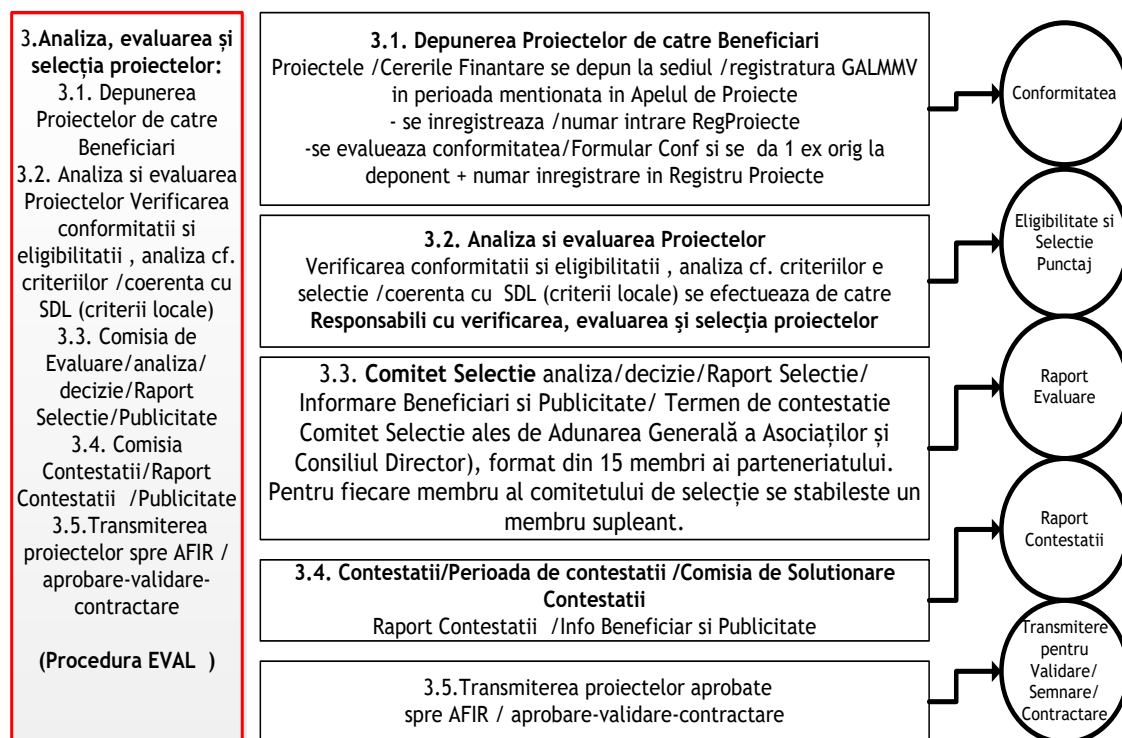 3.Analiza, evaluarea și
selecția proiectelor:
3.1. Depunerea
Proiectelor de catre
Beneficiari
3.2. Analiza si evaluarea
Proiectelor Verificarea
conformitatii si
eligibilitatii , analiza cf.
criteriilor /coerenta cu
SDL (criterii locale)
3.3. Comisia de
Evaluare/analiza/
decizie/Raport
Selectie/Publicitate
3.4. Comisia
Contestatii/Raport
Contestatii /Publicitate
3.5.Transmiterea
proiectelor spre AFIR /
aprobare-validare-
contractare
(Procedura EVAL )
3.1. Depunerea Proiectelor de catre Beneficiari
Proiectele /Cererile Finantare se depun la sediul /registratura GALMMV
in perioada mentionata in Apelul de Proiecte
- se inregistreaza /numar intrare RegProiecte
-se evalueaza conformitatea/Formular Conf si se da 1 ex orig la
deponent + numar inregistrare in Registru Proiecte
Conformitatea
3.2. Analiza si evaluarea Proiectelor
Verificarea conformitatii si eligibilitatii , analiza cf. criteriilor e
selectie /coerenta cu SDL (criterii locale) se efectueaza de catre
Responsabili cu verificarea, evaluarea și selecția proiectelor
Eligibilitate si
Selectie
Punctaj
3.3. Comitet Selectie analiza/decizie/Raport Selectie/
Informare Beneficiari si Publicitate/ Termen de contestatie
Comitet Selectie ales de Adunarea Generală a Asociaților și
Consiliul Director), format din 15 membri ai parteneriatului.
Pentru fiecare membru al comitetului de selecție se stabileste un
membru supleant.
Raport
Evaluare
3.4. Contestatii/Perioada de contestatii /Comisia de Solutionare
Contestatii
Raport Contestatii /Info Beneficiar si Publicitate
Raport
Contestatii
3.5.Transmiterea proiectelor aprobate
spre AFIR / aprobare-validare-contractare
Transmitere
pentru
Validare/
Semnare/
Contractare